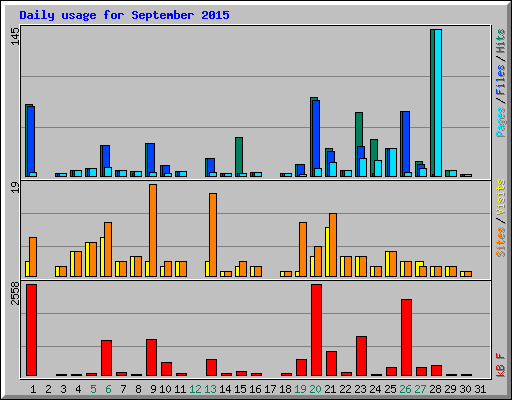 Daily usage for September 2015
145
Pages / Files / Hits
19
Sites / Visits
2558
kB F
1 2 3 4 5 6 7 8 9 10 11 12 13 14 15 16 17 18 19 20 21 22 23 24 25 26 27 28 29 30 31